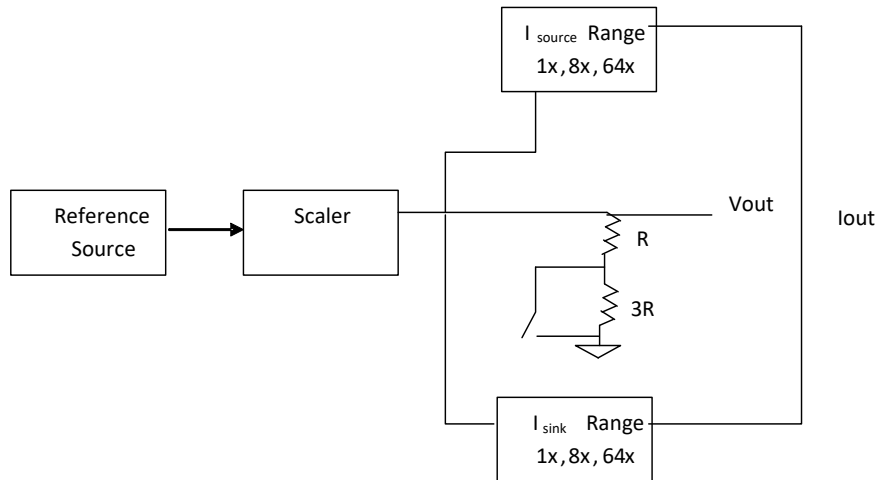 I source Range
1x, 8x, 64x
Reference
Source
Scaler
Vout
Iout
R
3R
I sink Range
1x, 8x, 64x